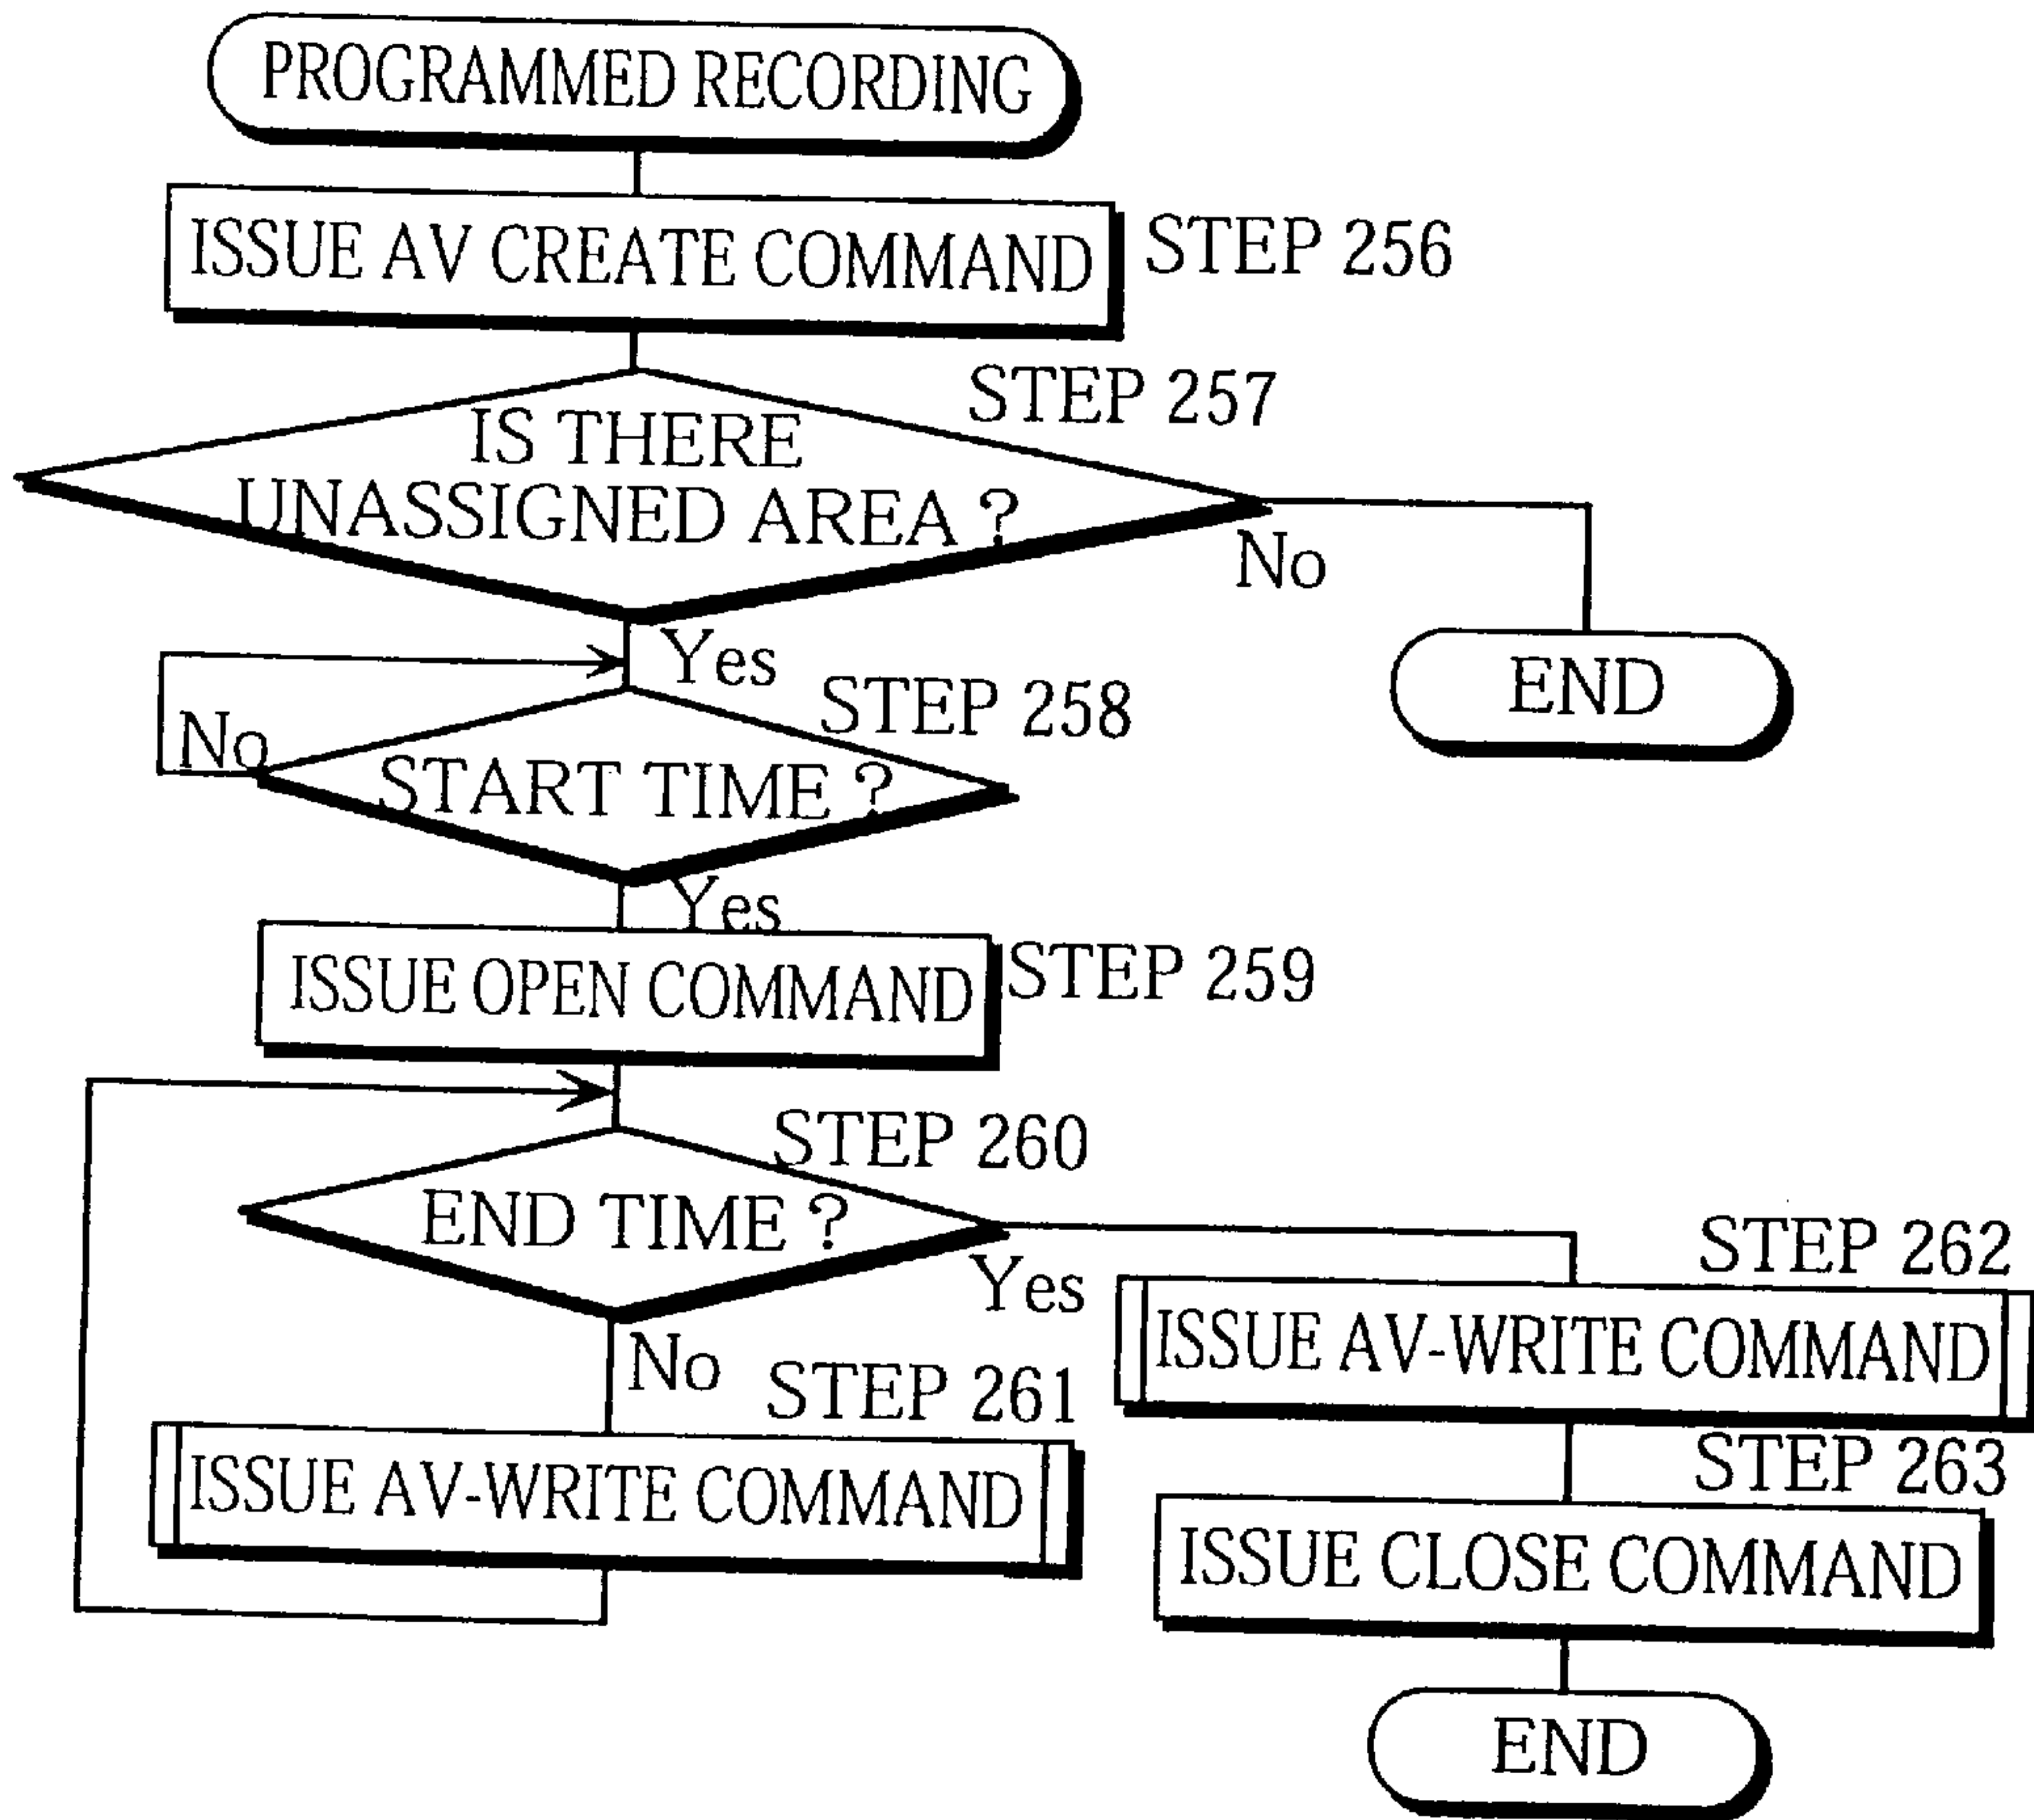 PROGRAMMED RECORDING
ISSUE AV CREATE COMMAND
STEP 256
STEP 257
IS THERE
UNASSIGNED AREA ?
No
END
Yes
STEP 258
No
START TIME ?
Yes
ISSUE OPEN COMMAND
STEP 259
STEP 260
END TIME ?
Yes
No
STEP 261
ISSUE AV-WRITE COMMAND
STEP 262
ISSUE AV-WRITE COMMAND
STEP 263
ISSUE CLOSE COMMAND
END